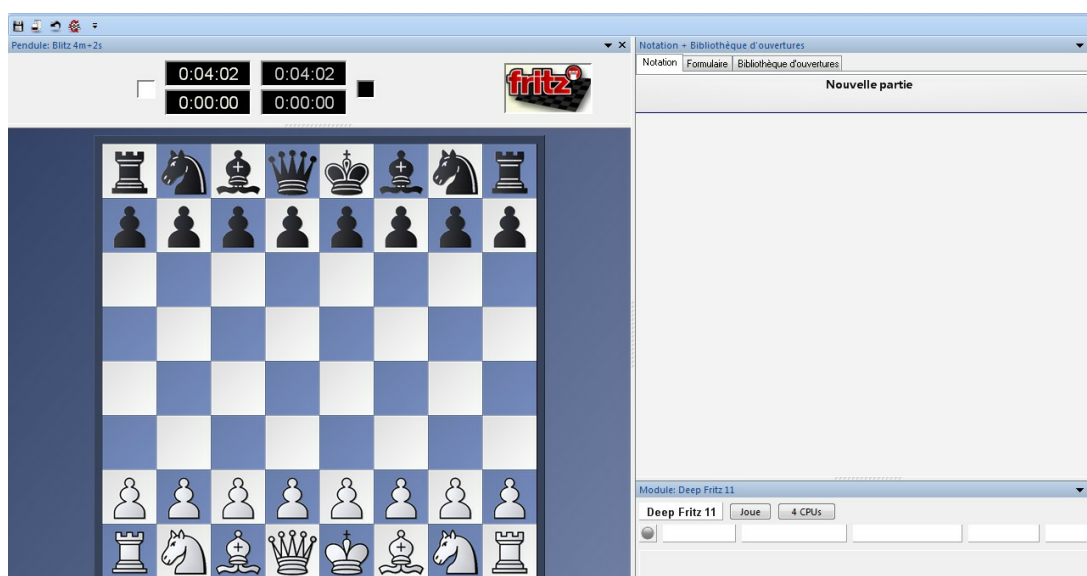 Pendule: Blitz 4m+2s
0:04:02 0:04:02
0:00:00 0:00:00
fritz
Notation + Bibliothèque d'ouvertures
Notation Formulaire Bibliothèque d'ouvertures
Nouvelle partie
Module: Deep Fritz 11
Deep Fritz 11 Joue 4 CPUs